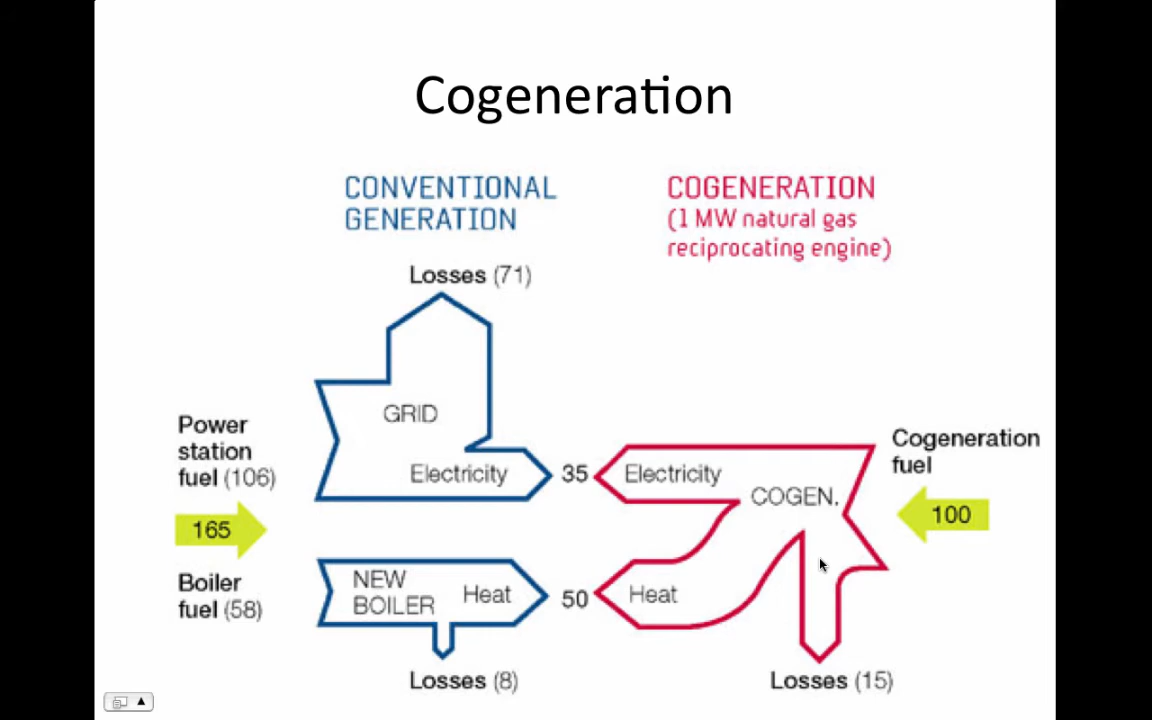 Cogeneration
CONVENTIONAL
GENERATION
COGENERATION
(1 MW natural gas
reciprocating engine)
Losses (71)
GRID
Power
station
fuel (106)
Electricity
35
Electricity
COGEN.
Cogeneration
fuel
100
165
Boiler
fuel (58)
NEW
BOILER
Heat
50
Heat
Losses (8)
Losses (15)